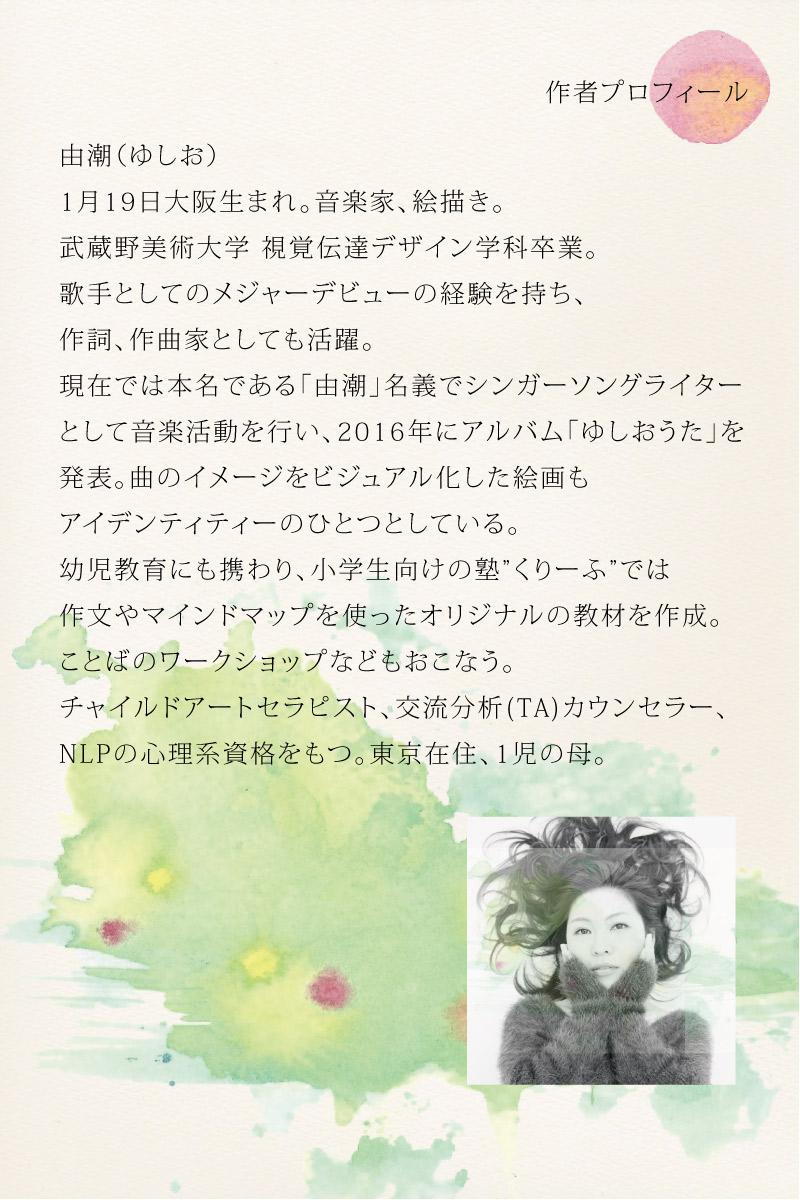 作者プロフィール
由潮(ゆしお)
1月19日大阪生まれ。音楽家、絵描き。
武蔵野美術大学 視覚伝達デザイン学科卒業。
歌手としてのメジャーデビューの経験を持ち、
作詞、作曲家としても活躍。
現在では本名である「由潮」名義でシンガーソングライター
として音楽活動を行い、2016年にアルバム「ゆしおうた」を
発表。曲のイメージをビジュアル化した絵画も
アイデンティティーのひとつとしている。
幼児教育にも携わり、小学生向けの塾”くりーふ”では
作文やマインドマップを使ったオリジナルの教材を作成。
ことばのワークショップなどもおこなう。
チャイルドアートセラピスト、交流分析(TA)カウンセラー、
NLPの心理系資格をもつ。東京在住、1児の母。